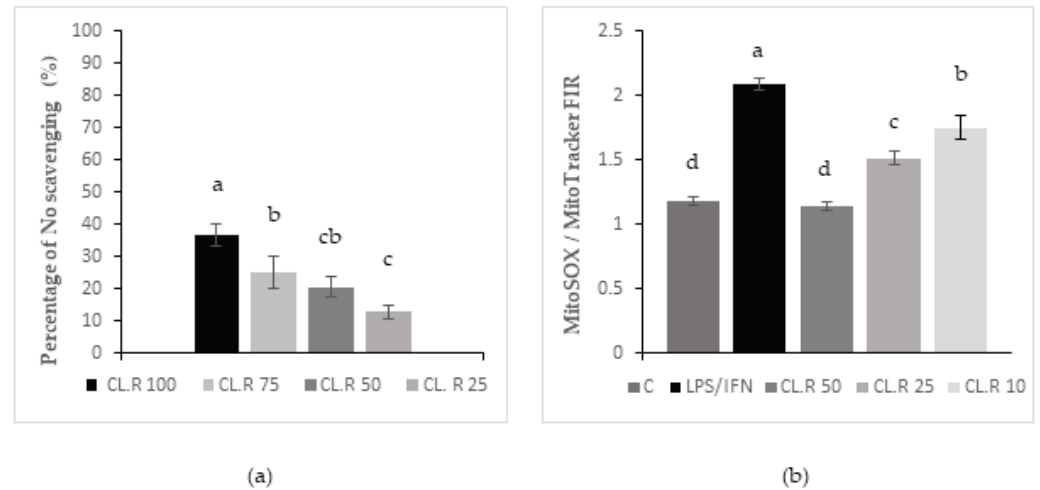 Percentage of No scavenging (%)
100
90
80
70
60
50
40
30
20
10
0
a
b
cb
c
CL.R 100 CL.R 75 CL.R 50 CL. R 25
(a)
MitoSOX / MitoTracker FIR
2.5
2
1.5
1
0.5
0
d
a
d
c
b
C LPS/IFN CL.R 50 CL.R 25 CL.R 10
(b)